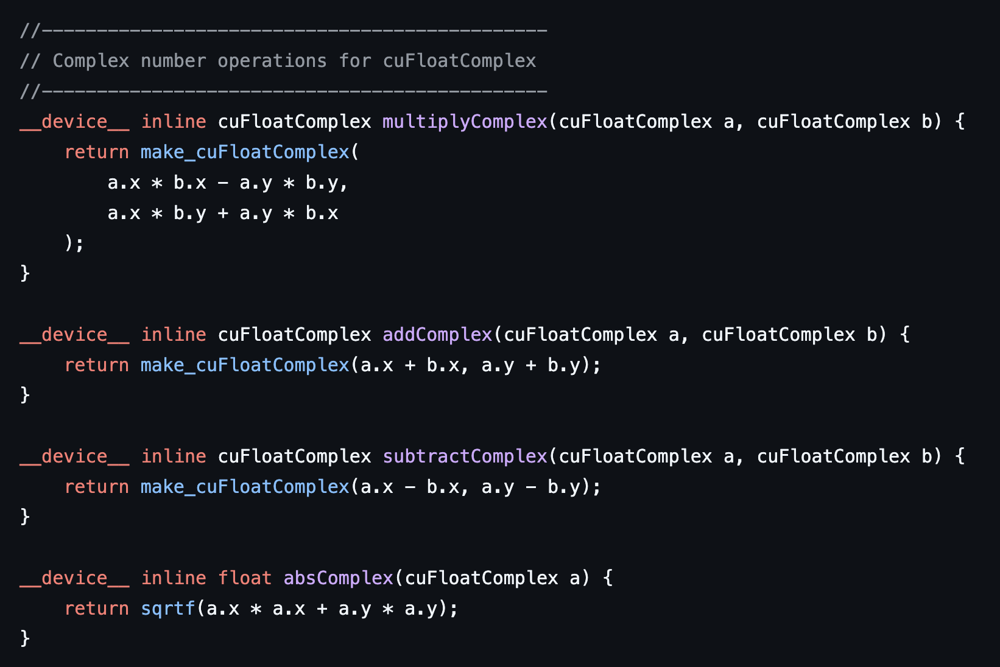 //----------------------------------------------
// Complex number operations for cuFloatComplex
//----------------------------------------------
__device__ inline cuFloatComplex multiplyComplex(cuFloatComplex a, cuFloatComplex b) {
    return make_cuFloatComplex(
        a.x * b.x - a.y * b.y,
        a.x * b.y + a.y * b.x
    );
}

__device__ inline cuFloatComplex addComplex(cuFloatComplex a, cuFloatComplex b) {
    return make_cuFloatComplex(a.x + b.x, a.y + b.y);
}

__device__ inline cuFloatComplex subtractComplex(cuFloatComplex a, cuFloatComplex b) {
    return make_cuFloatComplex(a.x - b.x, a.y - b.y);
}

__device__ inline float absComplex(cuFloatComplex a) {
    return sqrtf(a.x * a.x + a.y * a.y);
}